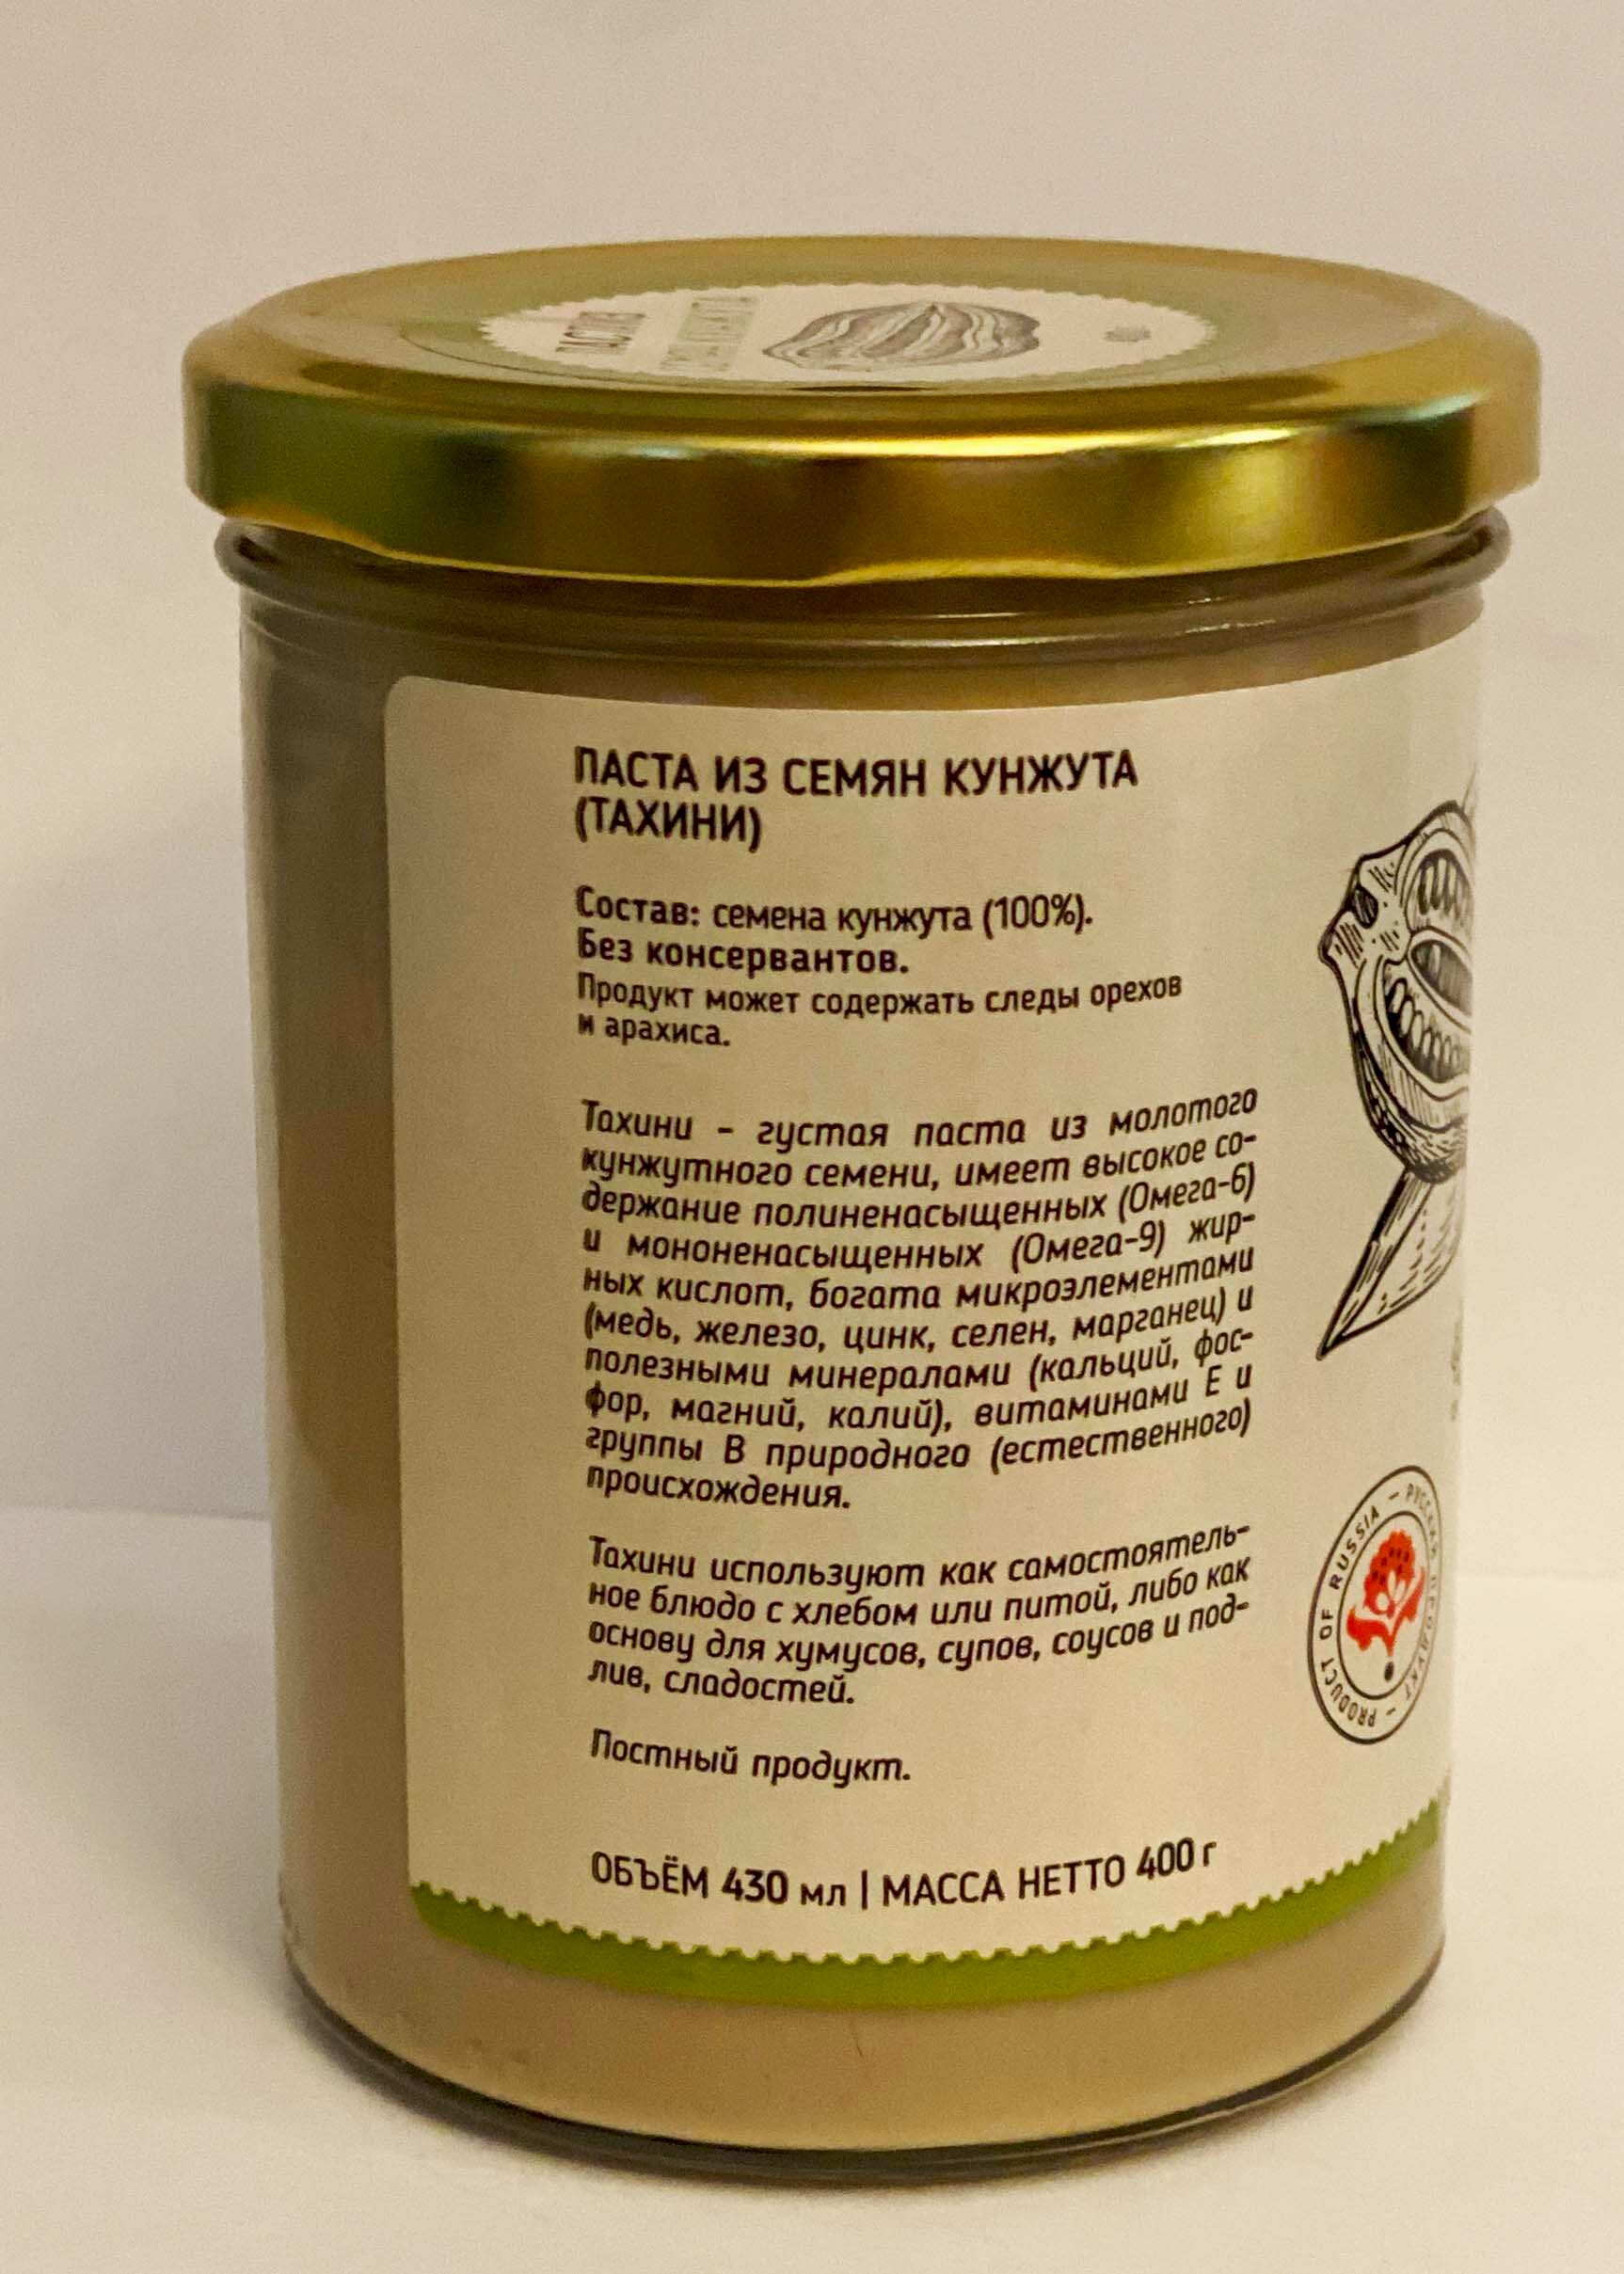 ПАСТА ИЗ СЕМЯН КУНЖУТА
(ТАХИНИ)
Состав: семена кунжута (100%).
Без консервантов.
Продукт может содержать следы орехов
и арахиса.
Тахини - густая паста из молотого
кунжутного семени, имеет высокое со-
держание полиненасыщенных (Омега-6)
и мононенасыщенных (Омега-9) жир-
ных кислот, богата микроэлементами
(медь, железо, цинк, селен, марганец) и
полезными минералами (кальций, фос-
фор, магний, калий), витаминами Е и
группы В природного (естественного)
происхождения.
Тахини используют как самостоятель-
ное блюдо с хлебом или питой, либо как
основу для хумусов, супов, соусов и под-
лив, сладостей.
Постный продукт.
ОБЪЁМ 430 мл | МАССА НЕТТО 400 г
PRODUCT OF RUSSIA